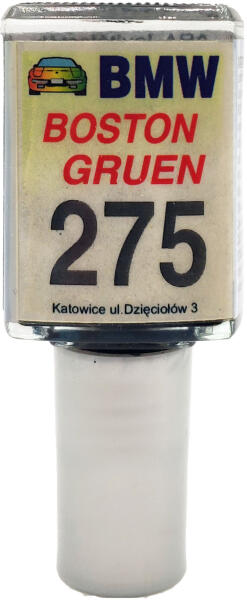 BMW
BOSTON
GRUEN
275
Katowice ul.Dzięciołów 3